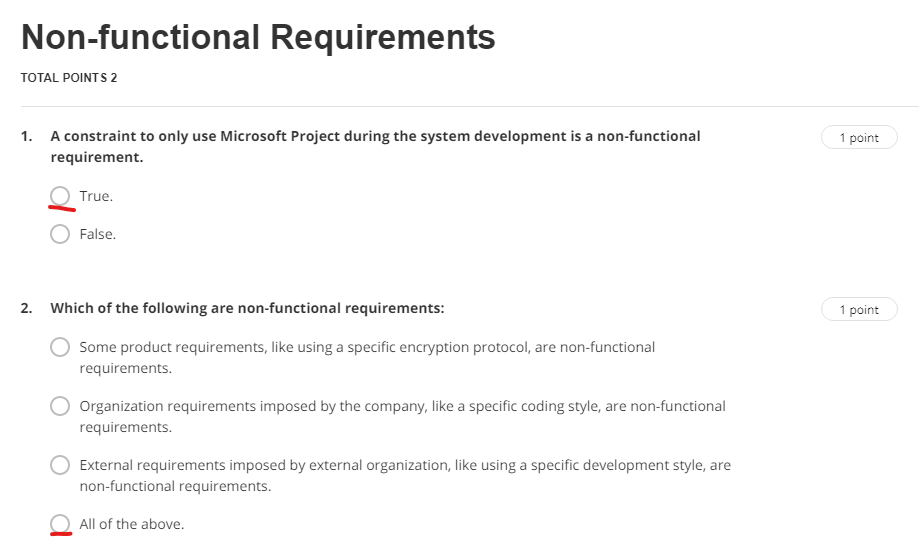 Non-functional Requirements
TOTAL POINTS 2
1. A constraint to only use Microsoft Project during the system development is a non-functional
requirement.
1 point
True.
False.
2. Which of the following are non-functional requirements:
1 point
Some product requirements, like using a specific encryption protocol, are non-functional
requirements.
Organization requirements imposed by the company, like a specific coding style, are non-functional
requirements.
External requirements imposed by external organization, like using a specific development style, are
non-functional requirements.
All of the above.